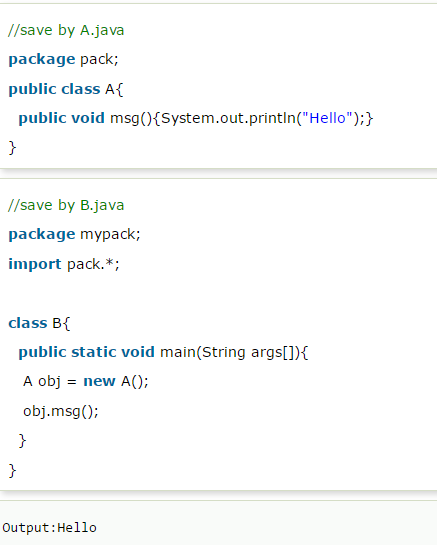 //save by A.java
package pack;
public class A{
public void msg(){System.out.println("Hello");}
}
//save by B.java
package mypack;
import pack.*;
class B{
public static void main(String args[]){
A obj = new A();
obj.msg();
}
}
Output:Hello